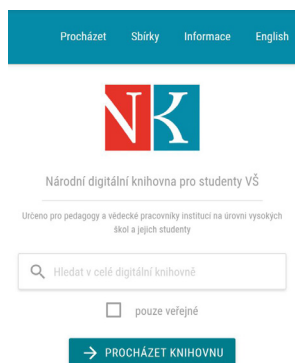 Procházet Sbírky Informace English
NK
Národní digitální knihovna pro studenty VŠ
Určeno pro pedagogy a vědecké pracovníky institucí na úrovni vysokých
škol a jejich studenty
Hledat v celé digitální knihovně
pouze veřejné
→ PROCHÁZET KNIHOVNU